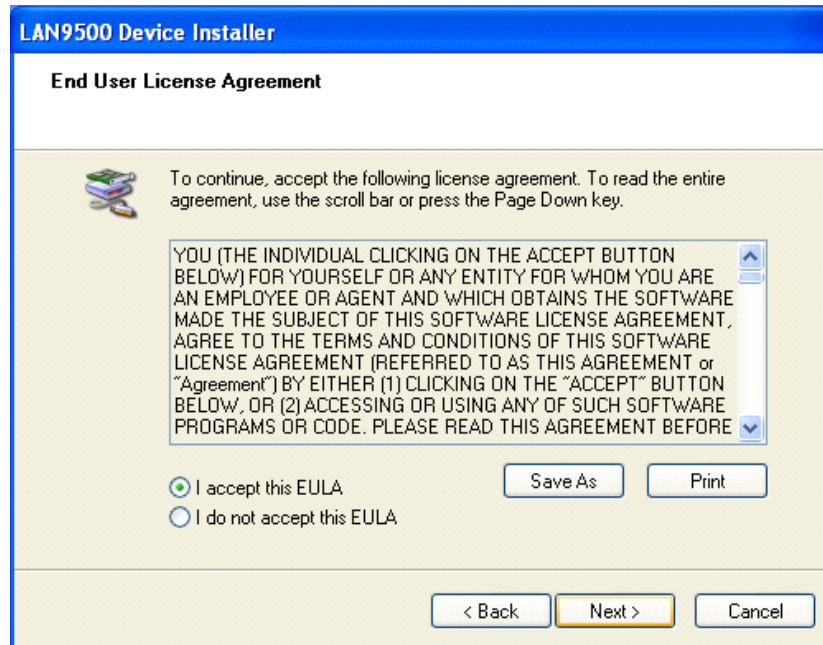 LAN9500 Device Installer
End User License Agreement
To continue, accept the following license agreement. To read the entire
agreement, use the scroll bar or press the Page Down key.
YOU (THE INDIVIDUAL CLICKING ON THE ACCEPT BUTTON
BELOW) FOR YOURSELF OR ANY ENTITY FOR WHOM YOU ARE
AN EMPLOYEE OR AGENT AND WHICH OBTAINS THE SOFTWARE
MADE THE SUBJECT OF THIS SOFTWARE LICENSE AGREEMENT,
AGREE TO THE TERMS AND CONDITIONS OF THIS SOFTWARE
LICENSE AGREEMENT (REFERRED TO AS THIS AGREEMENT or
"Agreement") BY EITHER (1) CLICKING ON THE "ACCEPT" BUTTON
BELOW, OR (2) ACCESSING OR USING ANY OF SUCH SOFTWARE
PROGRAMS OR CODE. PLEASE READ THIS AGREEMENT BEFORE
I accept this EULA
Save As
Print
I do not accept this EULA
< Back
Next >
Cancel